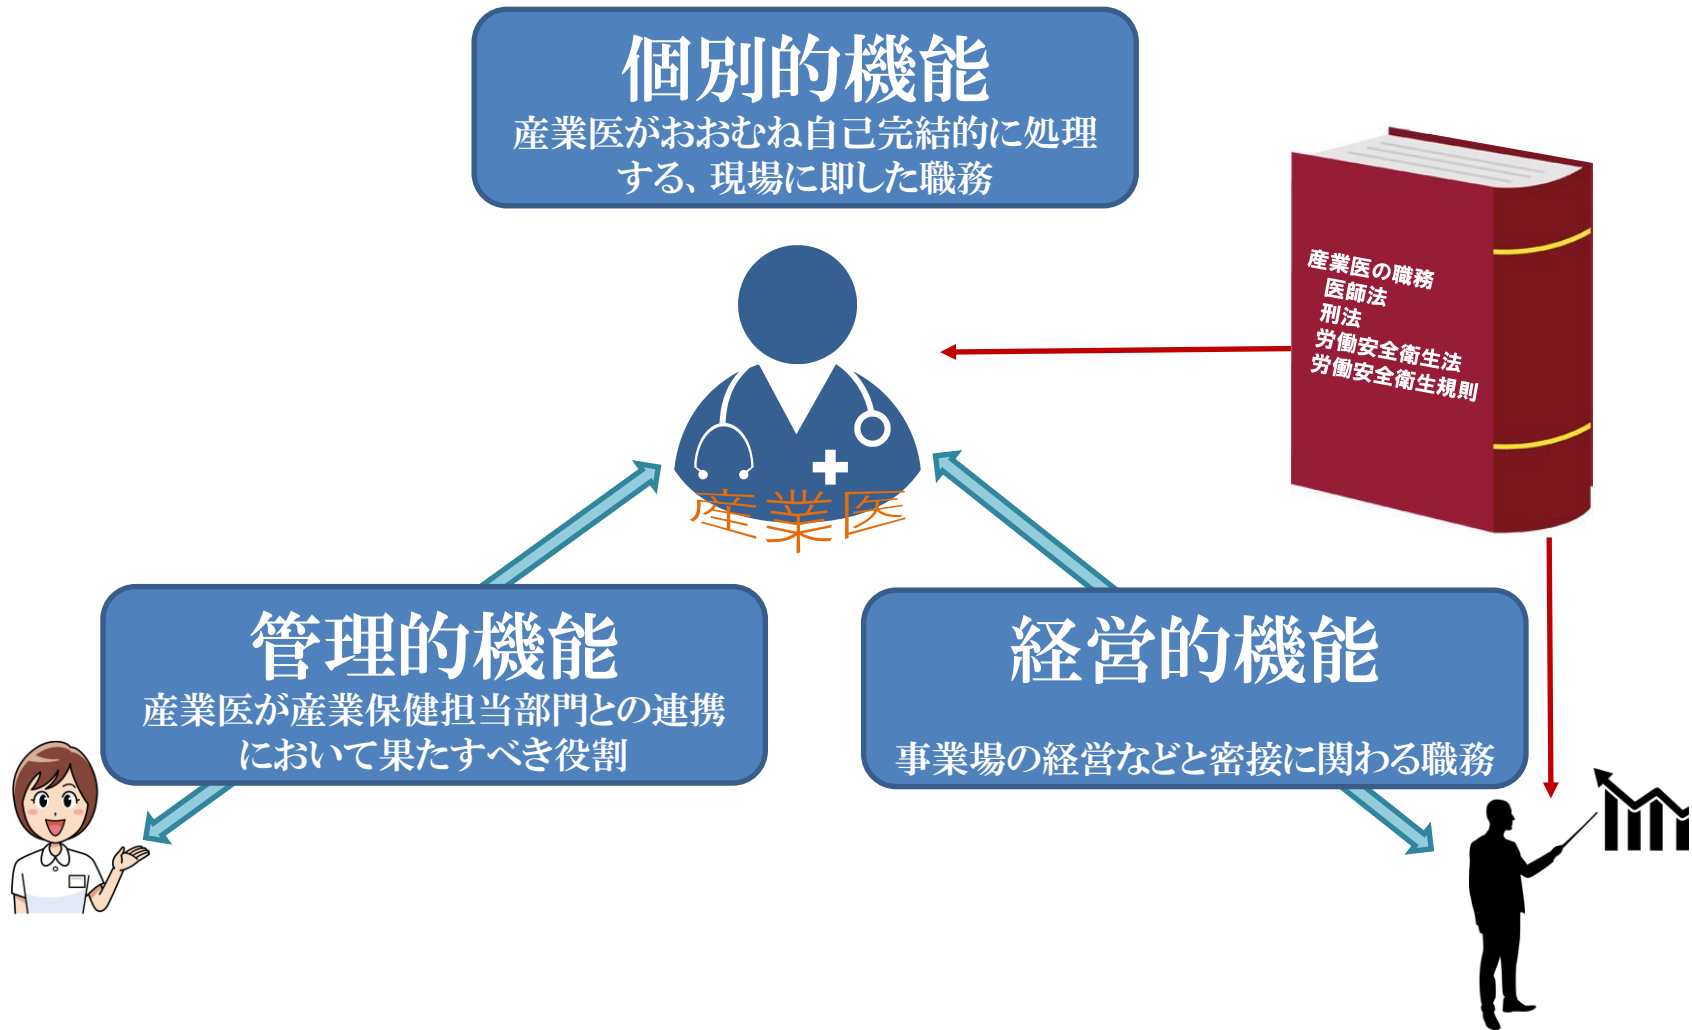 個別的機能
産業医がおおむね自己完結的に処理
する、現場に即した職務
産業医の職務
医師法
刑法
労働安全衛生法
労働安全衛生規則
産業医
管理的機能
産業医が産業保健担当部門との連携
において果たすべき役割
経営的機能
事業場の経営などと密接に関わる職務